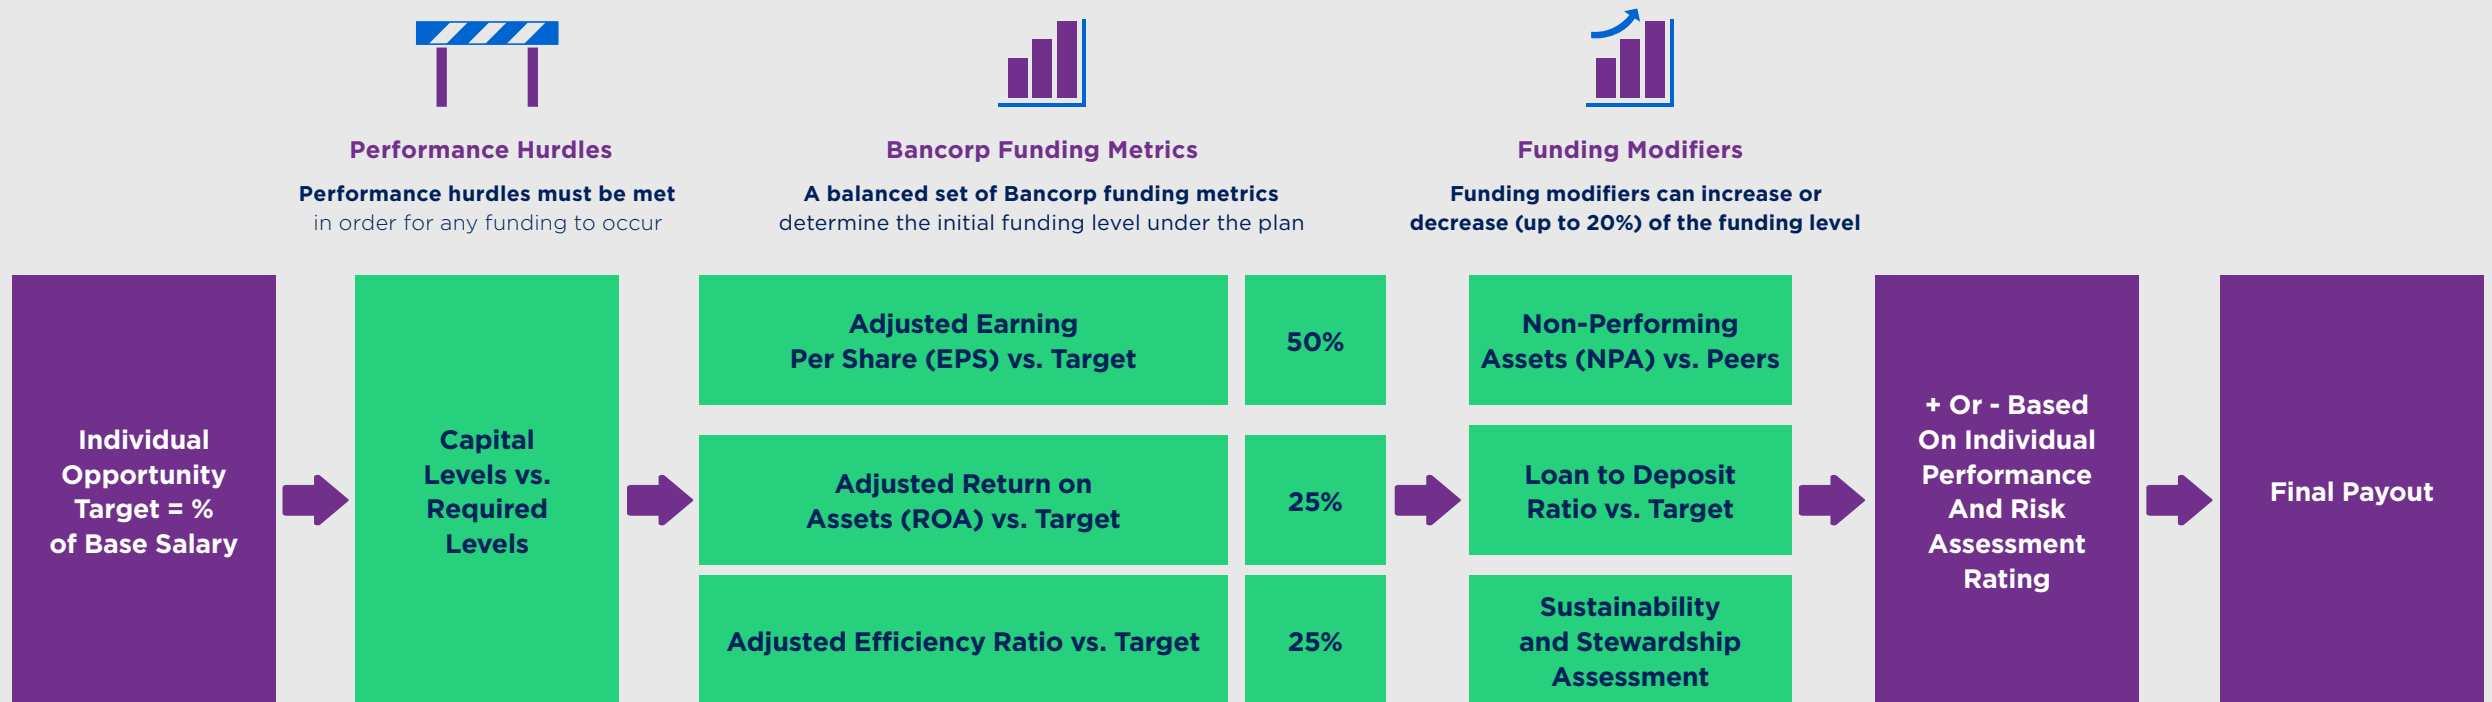 Performance Hurdles
Performance hurdles must be met
in order for any funding to occur
Bancorp Funding Metrics
A balanced set of Bancorp funding metrics
determine the initial funding level under the plan
Funding Modifiers
Funding modifiers can increase or
decrease (up to 20%) of the funding level
Individual
Opportunity
Target = %
of Base Salary
Capital
Levels vs.
Required
Levels
Adjusted Earning
Per Share (EPS) vs. Target
50%
Adjusted Return on
Assets (ROA) vs. Target
25%
Adjusted Efficiency Ratio vs. Target
25%
Non-Performing
Assets (NPA) vs. Peers
Loan to Deposit
Ratio vs. Target
Sustainability
and Stewardship
Assessment
+ Or - Based
On Individual
Performance
And Risk
Assessment
Rating
Final Payout